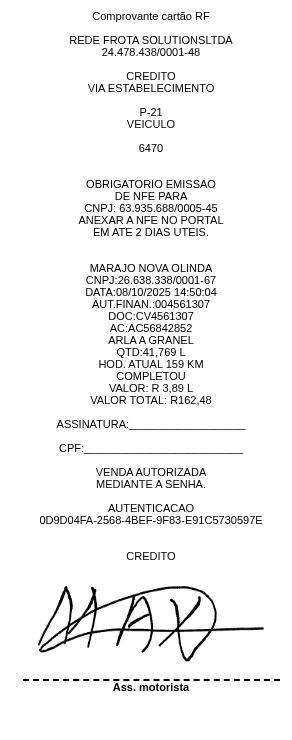 Comprovante cartão RF
REDE FROTA SOLUTIONSLTDA
24.478.438/0001-48
CREDITO
VIA ESTABELECIMENTO
P-21
VEICULO
6470
OBRIGATORIO EMISSAO
DE NFE PARA
CNPJ: 63.935.688/0005-45
ANEXAR A NFE NO PORTAL
EM ATE 2 DIAS UTEIS.
MARAJO NOVA OLINDA
CNPJ:26.638.338/0001-67
DATA:08/10/2025 14:50:04
AUT.FINAN.:004561307
DOC:CV4561307
AC:AC56842852
ARLA A GRANEL
QTD:41,769 L
HOD. ATUAL 159 KM
COMPLETOU
VALOR: R 3,89 L
VALOR TOTAL: R162,48
ASSINATURA:___________________
CPF:__________________________
VENDA AUTORIZADA
MEDIANTE A SENHA.
AUTENTICACAO
0D9D04FA-2568-4BEF-9F83-E91C5730597E
CREDITO
Ass. motorista